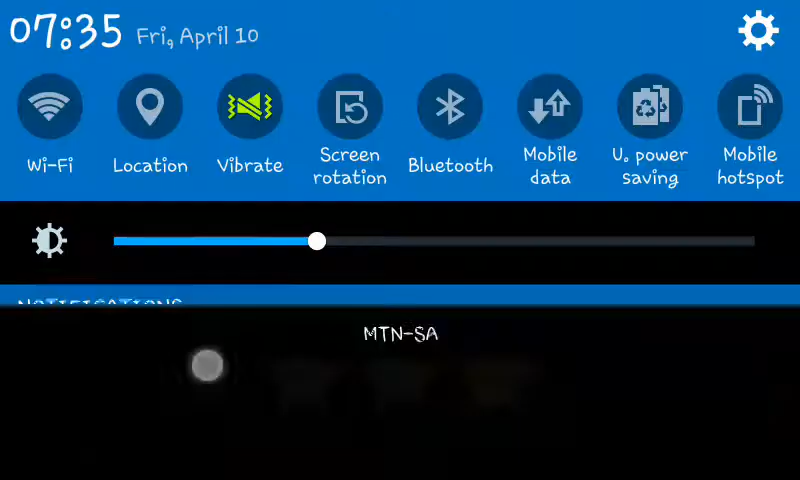 07:35 Fri, April 10
Wi-Fi
Location
Vibrate
Screen
rotation
Bluetooth
Mobile
data
U. power
saving
Mobile
hotspot
NOTIFICATIONS
MTN-SA